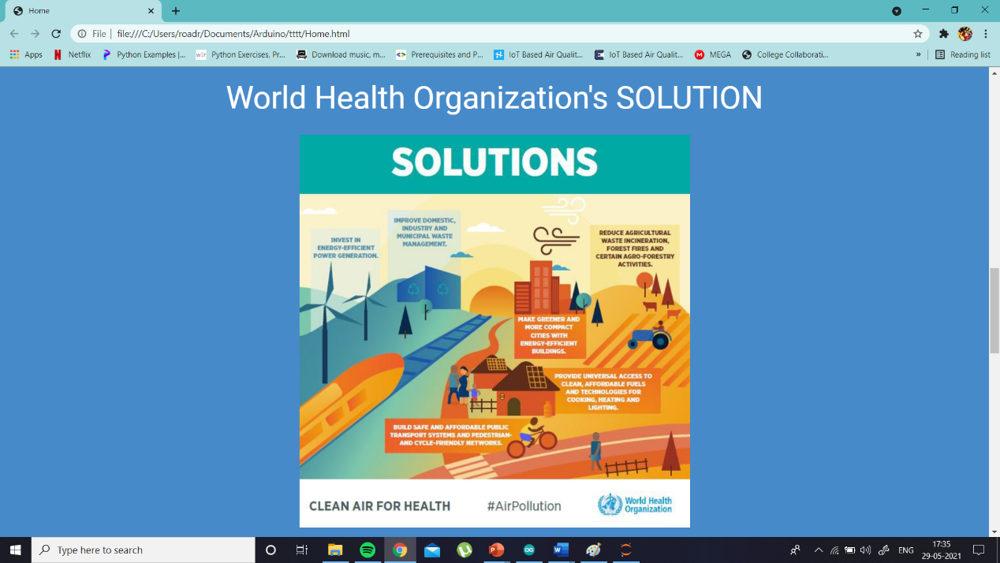 Home
File
file:///C:/Users/roadr/Documents/Arduino/tttt/Home.html
Apps
Netflix
Python Examples |...
w3r
Python Exercises, Pr...
Download music, m...
Prerequisites and P...
IoT Based Air Qualit...
IoT Based Air Qualit...
MEGA
College Collaborati...
»
Reading list
World Health Organization's SOLUTION
SOLUTIONS
INVEST IN
ENERGY-EFFICIENT
POWER GENERATION.
IMPROVE DOMESTIC,
INDUSTRY AND
MUNICIPAL WASTE
MANAGEMENT.
REDUCE AGRICULTURAL
WASTE INCINERATION,
FOREST FIRES AND
CERTAIN AGRO-FORESTRY
ACTIVITIES.
MAKE GREENER AND
MORE COMPACT
CITIES WITH
ENERGY-EFFICIENT
BUILDINGS.
PROVIDE UNIVERSAL ACCESS TO
CLEAN, AFFORDABLE FUELS
AND TECHNOLOGIES FOR
COOKING, HEATING AND
LIGHTING.
BUILD SAFE AND AFFORDABLE PUBLIC
TRANSPORT SYSTEMS AND PEDESTRIAN-
AND CYCLE-FRIENDLY NETWORKS.
CLEAN AIR FOR HEALTH
#AirPollution
World Health
Organization
Type here to search
ENG
17:35
29-05-2021